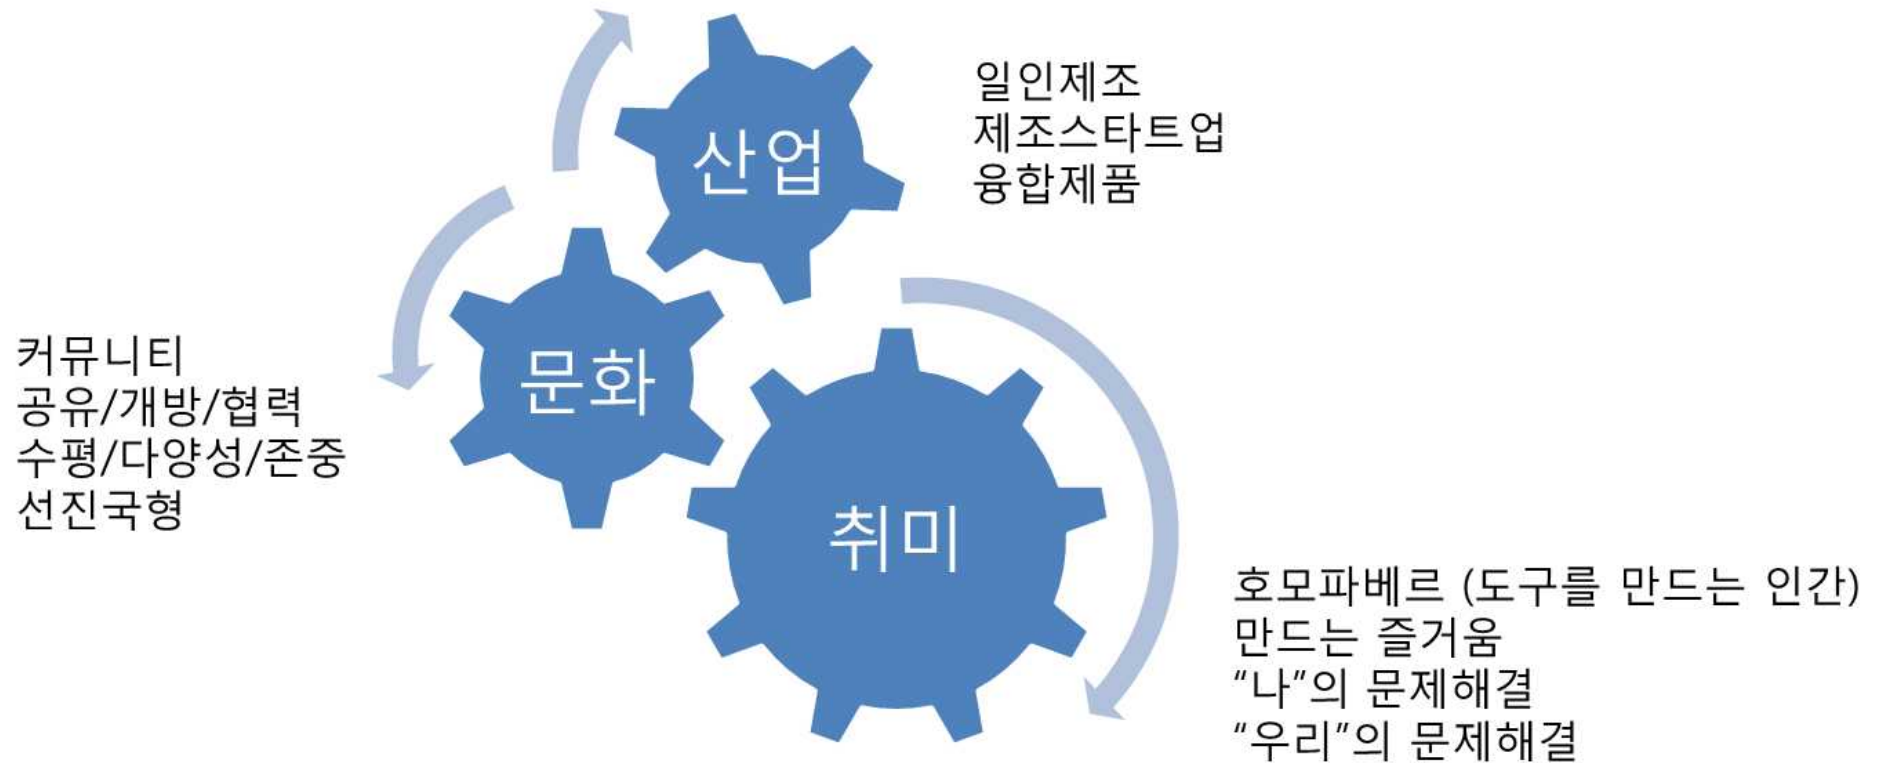 산업
일인제조
제조스타트업
융합제품
문화
커뮤니티
공유/개방/협력
수평/다양성/존중
선진국형
취미
호모파베르 (도구를 만드는 인간)
만드는 즐거움
“나”의 문제해결
“우리”의 문제해결